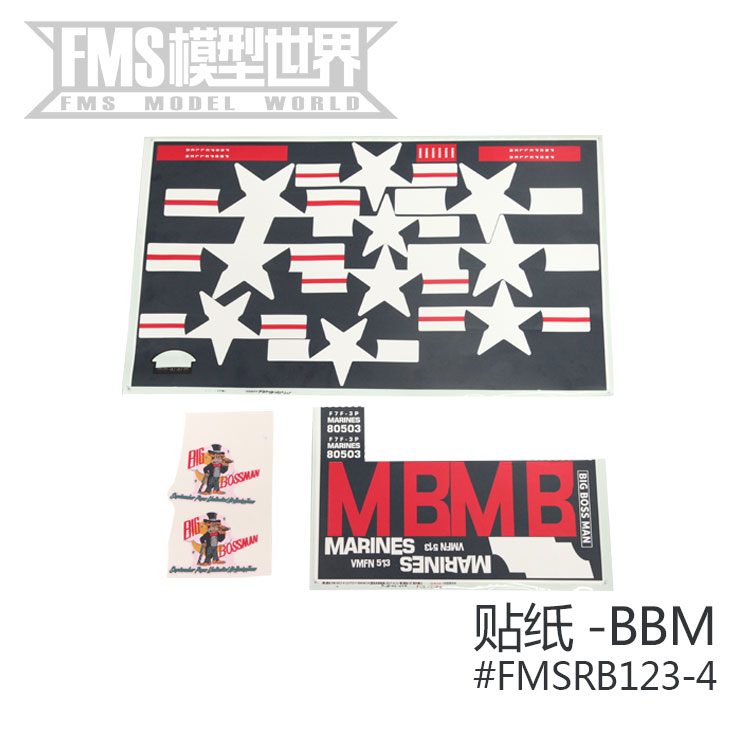 FMS模型世界
FMS MODEL WORLD
BIG
BOSSMAN
BIG
BOSSMAN
F7F-3P
MARINES
80503
F7F-3P
MARINES
80503
MBMB
BIG BOSS MAN
MARINES
VMFN 513
VMFN 513
MARINES
贴纸 -BBM
#FMSRB123-4